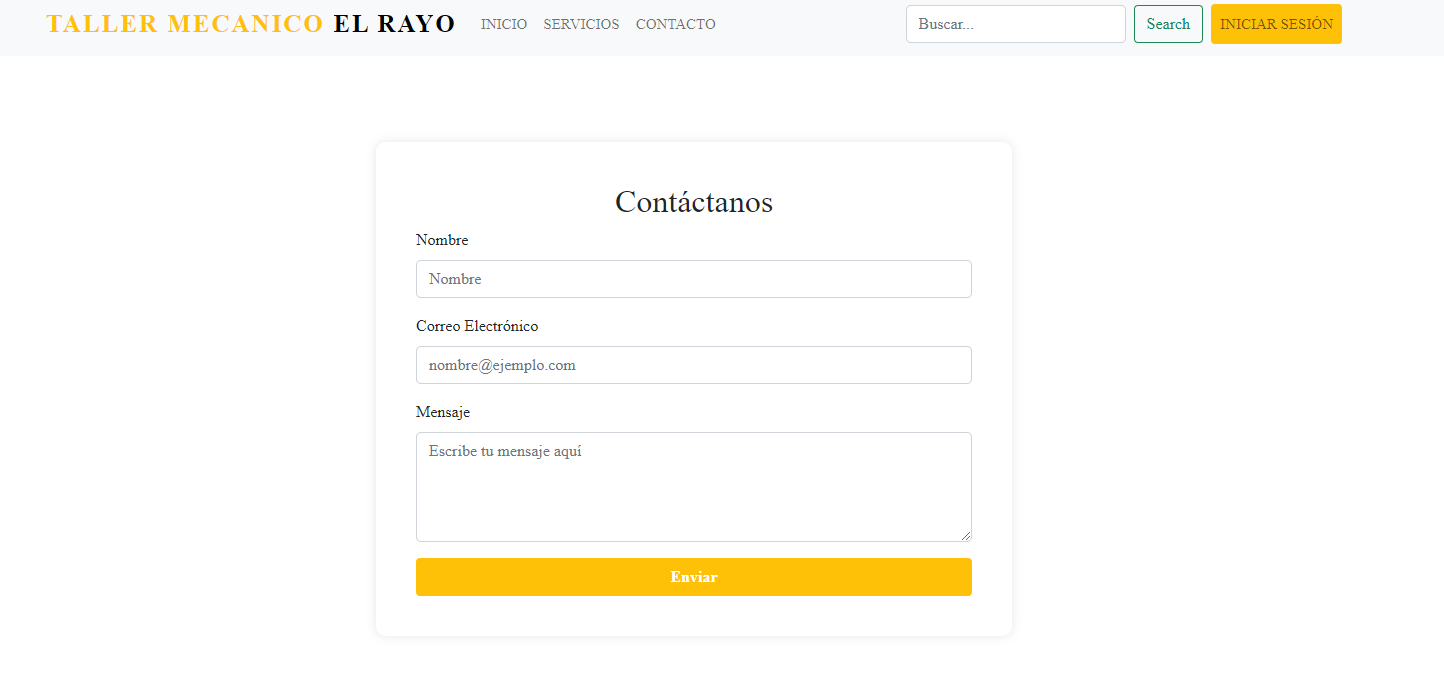 TALLER MECANICO EL RAYO INICIO SERVICIOS CONTACTO Buscar... Search INICIAR SESIÓN
Contáctanos
Nombre
Nombre
Correo Electrónico
nombre@ejemplo.com
Mensaje
Escribe tu mensaje aquí
Enviar